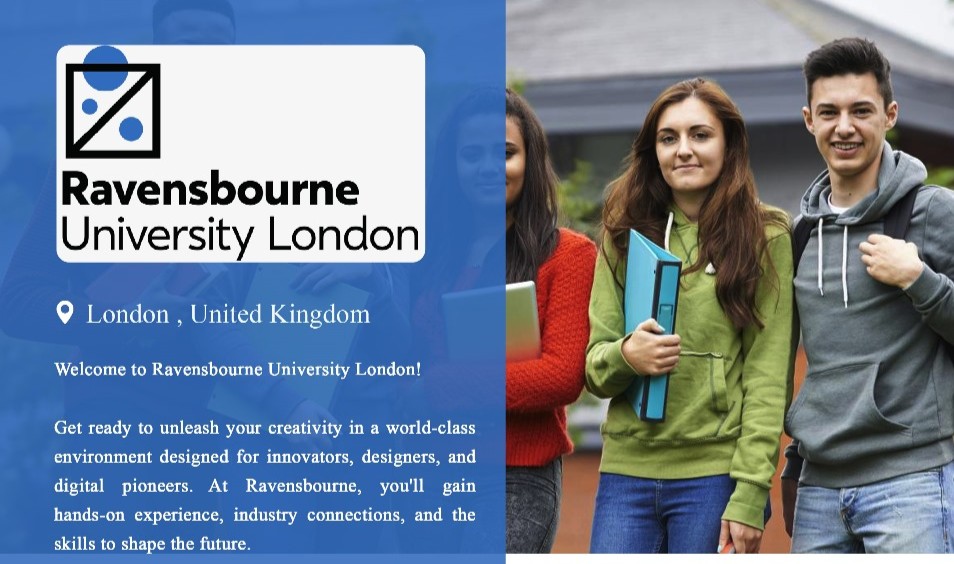 Ravensbourne
University London
London , United Kingdom
Welcome to Ravensbourne University London!
Get ready to unleash your creativity in a world-class
environment designed for innovators, designers, and
digital pioneers. At Ravensbourne, you'll gain
hands-on experience, industry connections, and the
skills to shape the future.